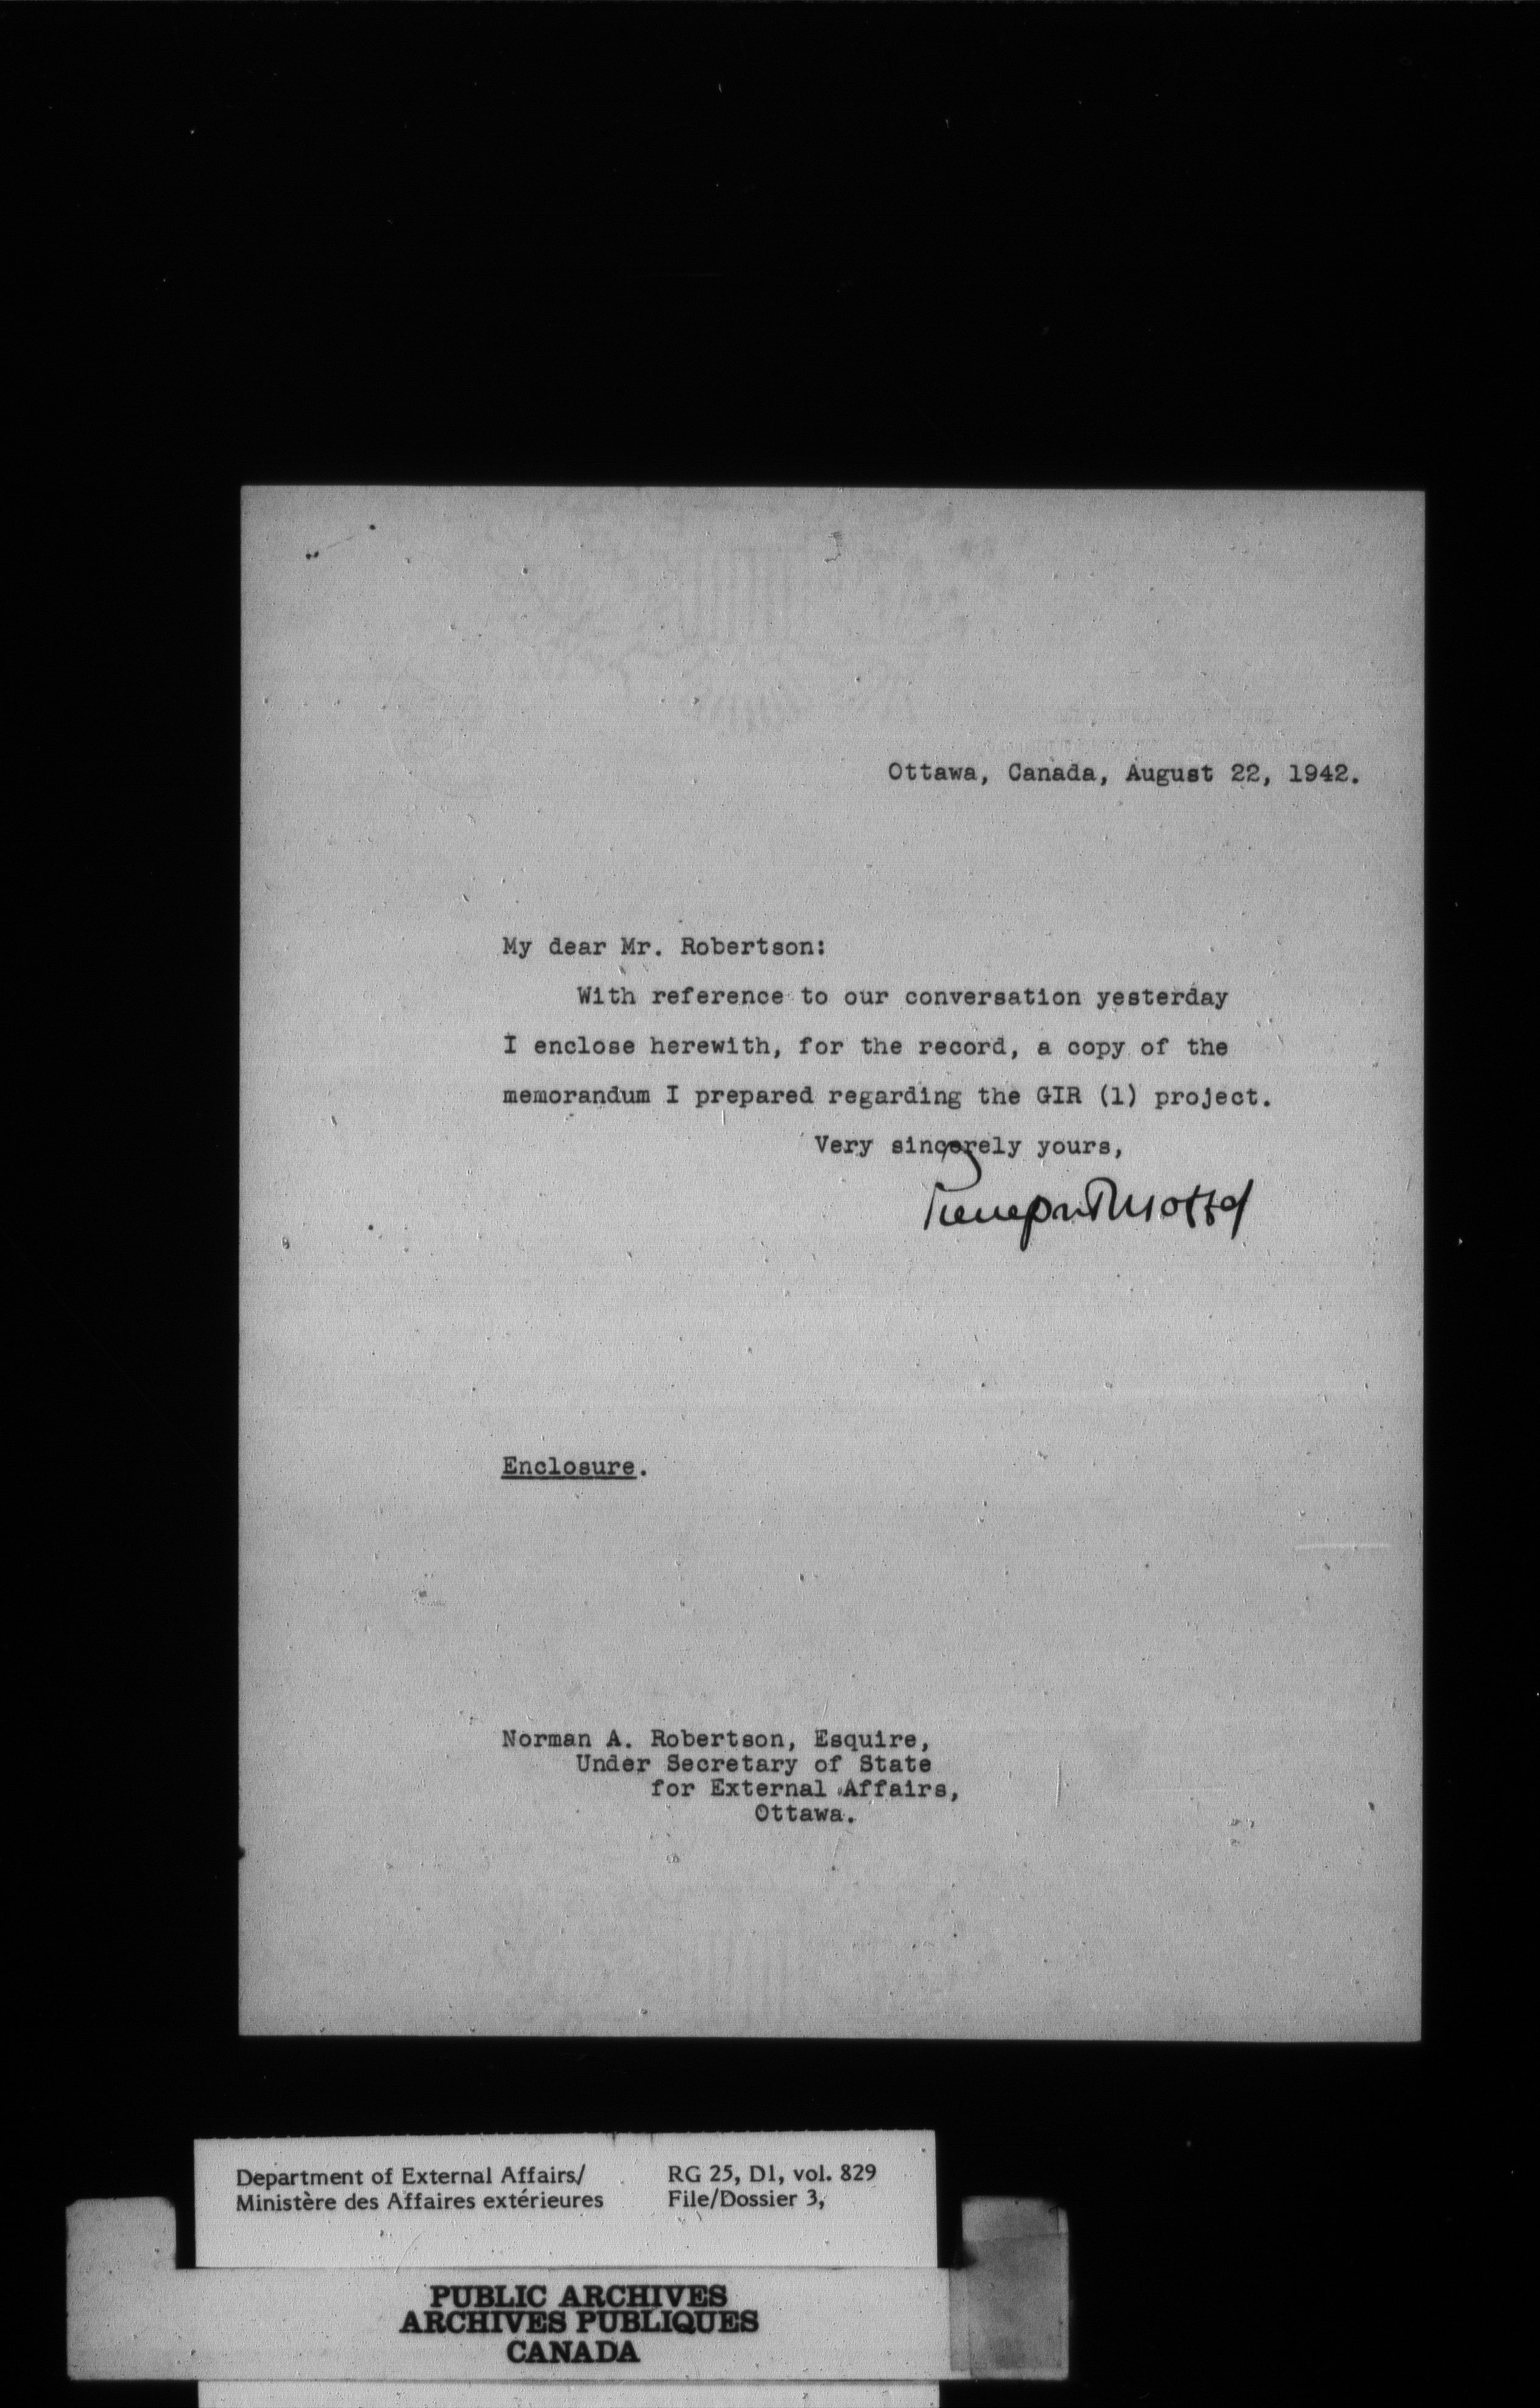 Ottawa, Canada, August 22, 1942.
My dear Mr. Robertson:
With reference to our conversation yesterday
I enclose herewith, for the record, a copy of the
memorandum I prepared regarding the GIR (1) project.
Very sincerely yours,
Enclosure.
Norman A. Robertson, Esquire,
Under Secretary of State
for External Affairs,
Ottawa.
Department of External Affairs/
Ministère des Affaires extérieures
RG 25, D1, vol. 829
File/Dossier 3,
PUBLIC ARCHIVES
ARCHIVES PUBLIQUES
CANADA